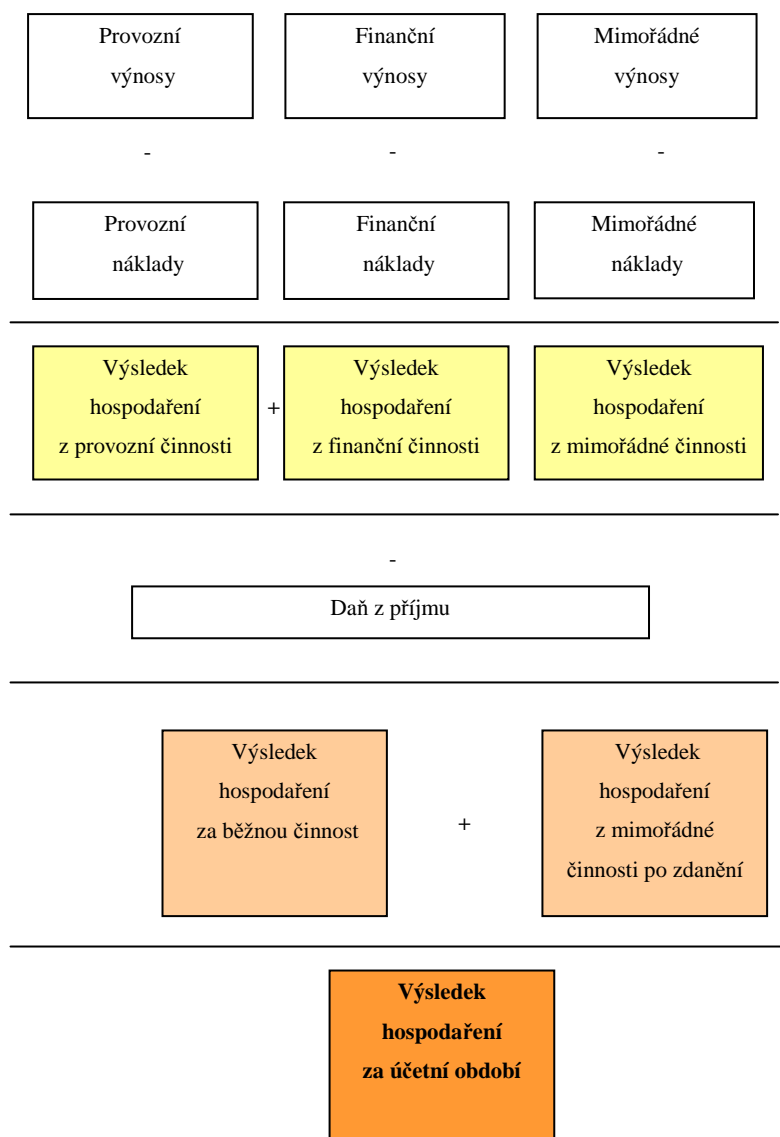 Provozní
výnosy
Finanční
výnosy
Mimořádné
výnosy
- - -
Provozní
náklady
Finanční
náklady
Mimořádné
náklady
Výsledek
hospodaření
z provozní činnosti
+
Výsledek
hospodaření
z finanční činnosti
Výsledek
hospodaření
z mimořádné činnosti
-
Daň z příjmu
Výsledek
hospodaření
za běžnou činnost
+
Výsledek
hospodaření
z mimořádné
činnosti po zdanění
Výsledek
hospodaření
za účetní období